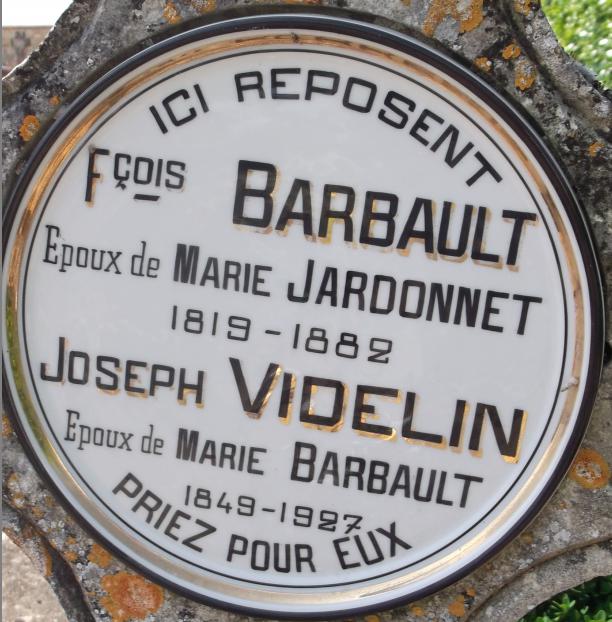 ICI REPOSENT
Fçois BARBAULT
Epoux de MARIE JARDONNET
1819-1882
JOSEPH VIDELIN
Epoux de MARIE BARBAULT
1849-1927
PRIEZ POUR EUX